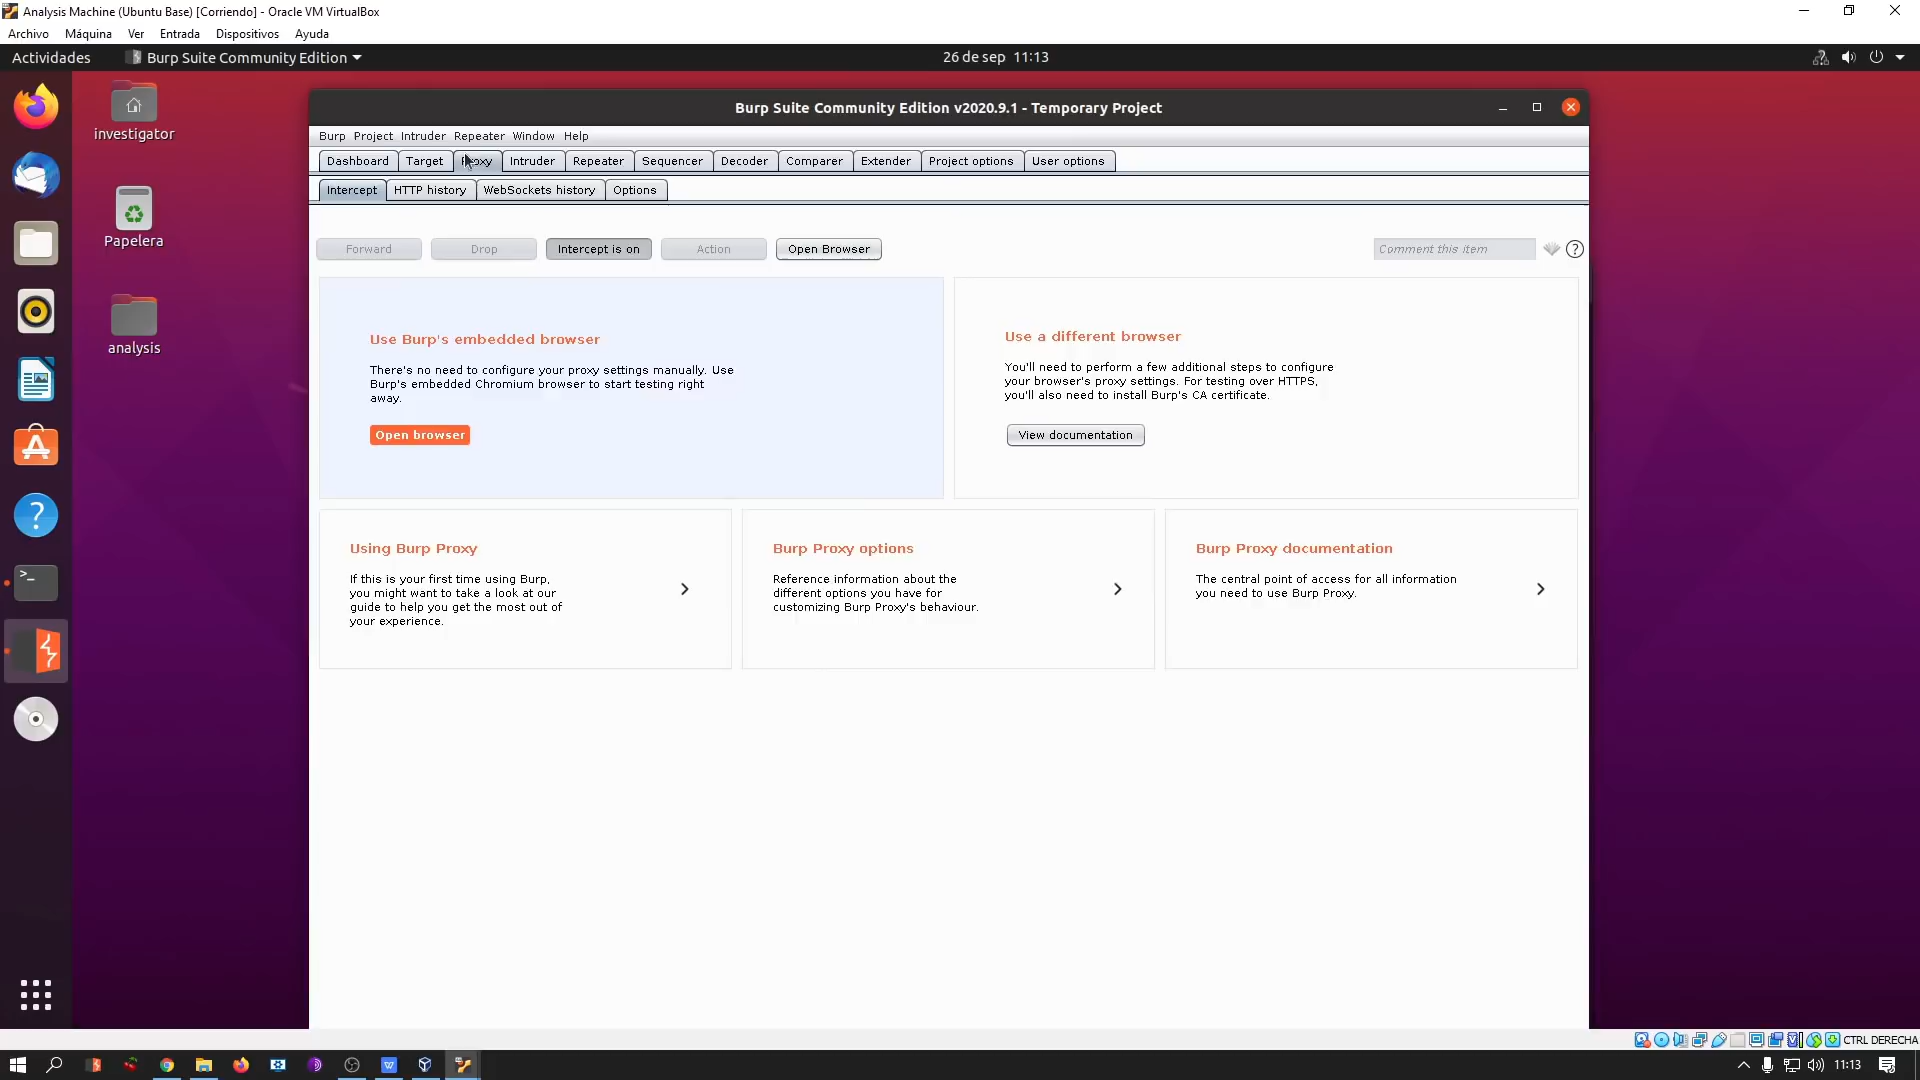 Analysis Machine (Ubuntu Base) [Corriendo] - Oracle VM VirtualBox
Archivo Máquina Ver Entrada Dispositivos Ayuda
Actividades Burp Suite Community Edition 26 de sep 11:13
investigator
Papelera
analysis
Burp Suite Community Edition v2020.9.1 - Temporary Project
Burp Project Intruder Repeater Window Help
Dashboard Target Proxy Intruder Repeater Sequencer Decoder Comparer Extender Project options User options
Intercept HTTP history WebSockets history Options
Forward Drop Intercept is on Action Open Browser Comment this item ?
Use Burp's embedded browser
There's no need to configure your proxy settings manually. Use
Burp's embedded Chromium browser to start testing right
away.
Open browser
Use a different browser
You'll need to perform a few additional steps to configure
your browser's proxy settings. For testing over HTTPS,
you'll also need to install Burp's CA certificate.
View documentation
Using Burp Proxy
If this is your first time using Burp,
you might want to take a look at our
guide to help you get the most out of
your experience.
Burp Proxy options
Reference information about the
different options you have for
customizing Burp Proxy's behaviour.
Burp Proxy documentation
The central point of access for all information
you need to use Burp Proxy.
CTRL DERECHA
11:13